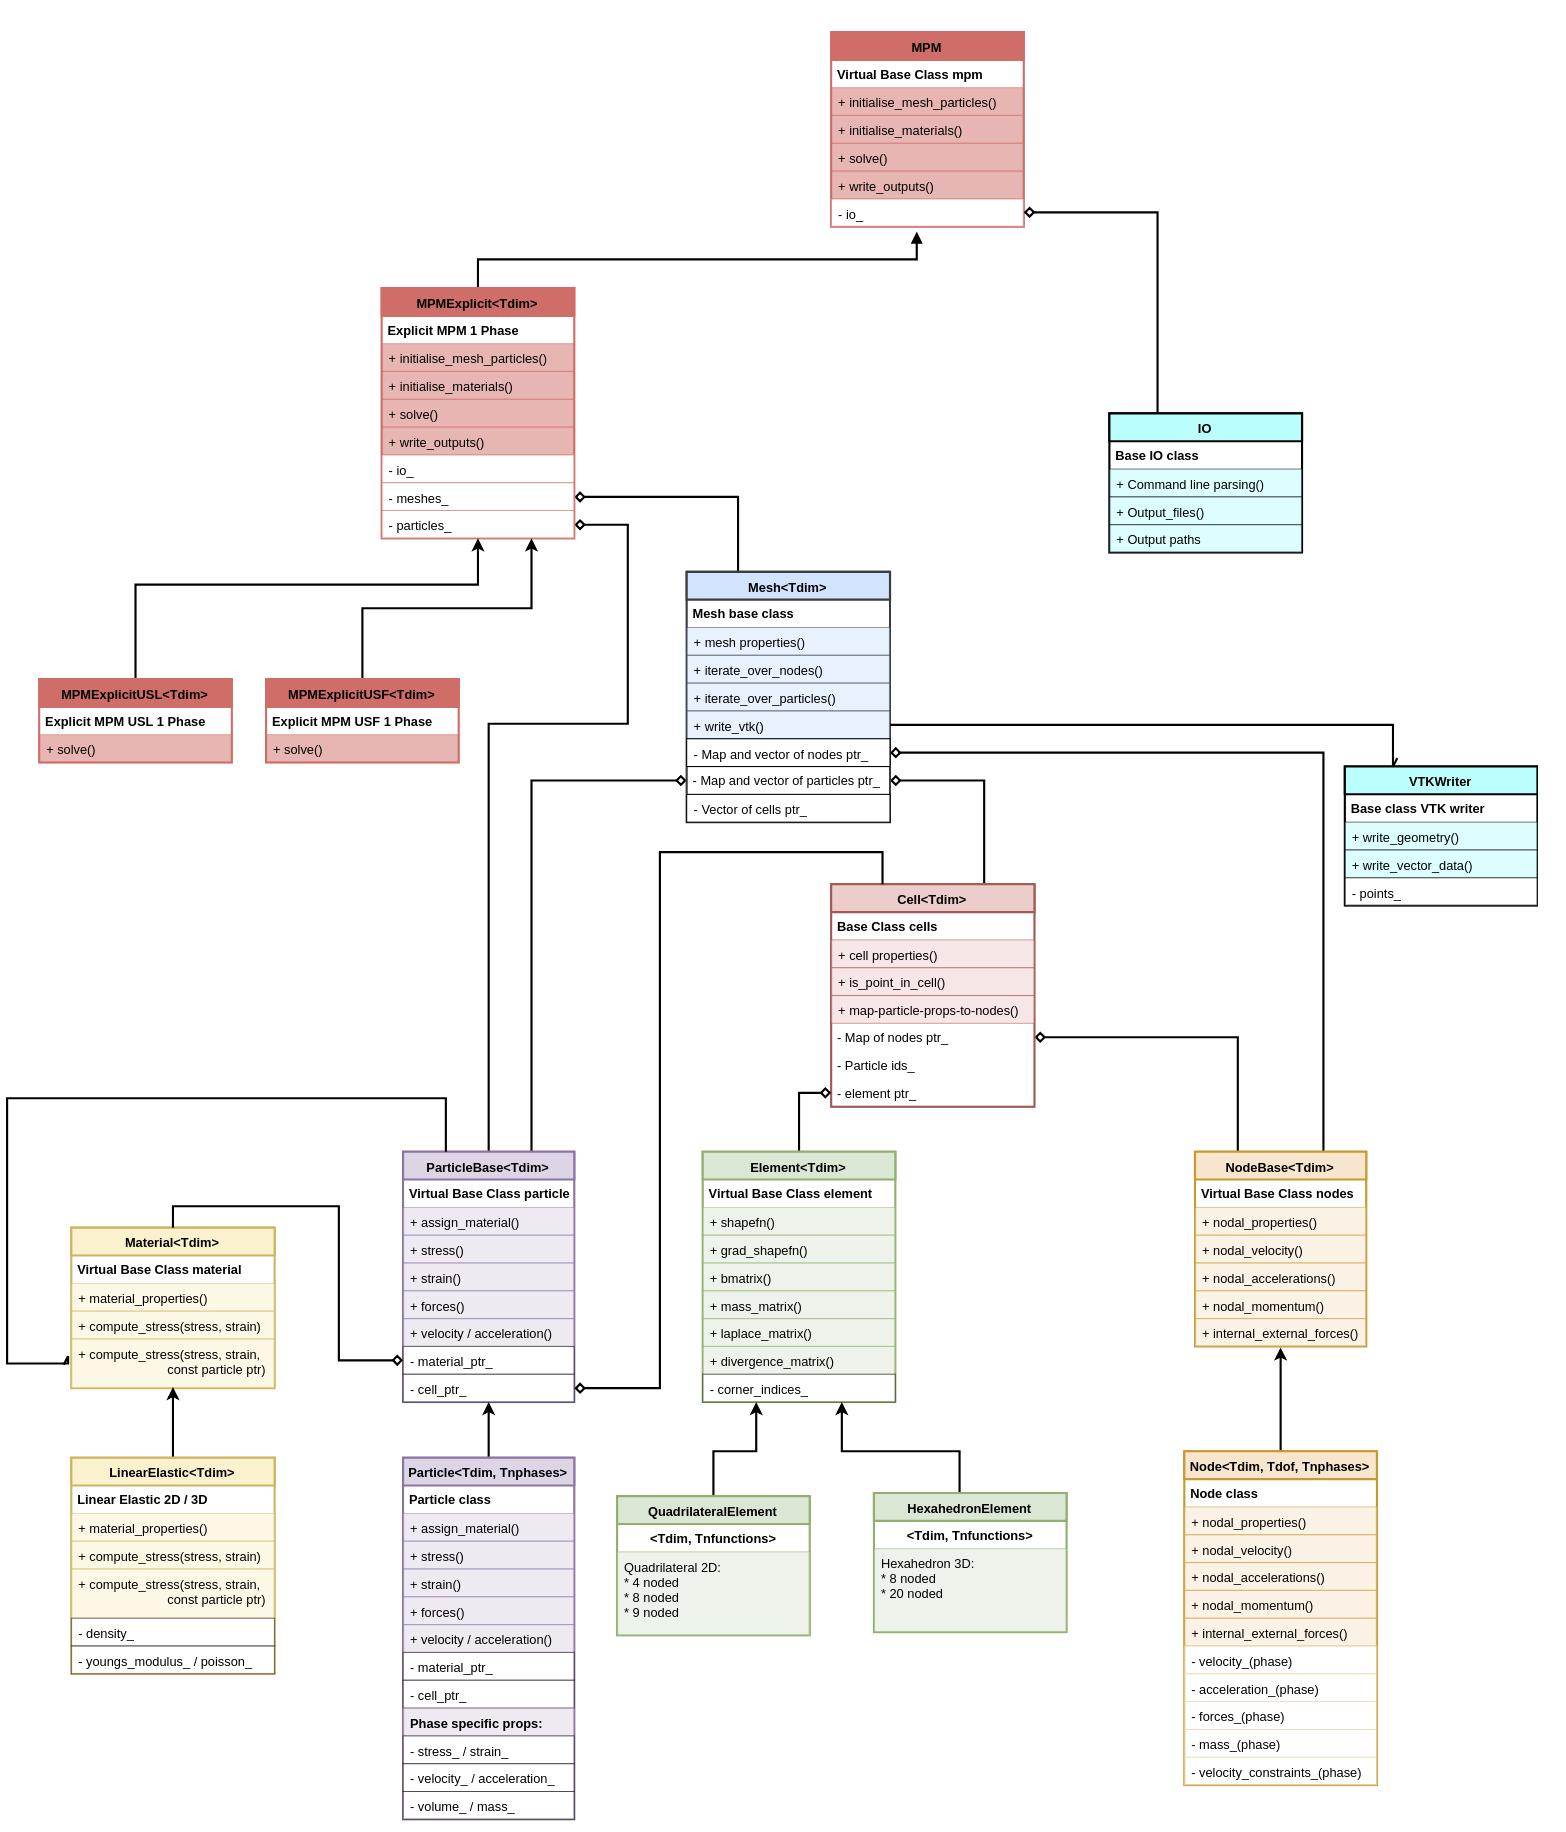 MPM
Virtual Base Class mpm
+ initialise_mesh_particles()
+ initialise_materials()
+ solve()
+ write_outputs()
- io_
MPMExplicit<Tdim>
Explicit MPM 1 Phase
+ initialise_mesh_particles()
+ initialise_materials()
+ solve()
+ write_outputs()
- io_
- meshes_
- particles_
IO
Base IO class
+ Command line parsing()
+ Output_files()
+ Output paths
Mesh<Tdim>
Mesh base class
+ mesh properties()
+ iterate_over_nodes()
+ iterate_over_particles()
+ write_vtk()
- Map and vector of nodes ptr_
- Map and vector of particles ptr_
- Vector of cells ptr_
MPMExplicitUSL<Tdim>
Explicit MPM USL 1 Phase
+ solve()
MPMExplicitUSF<Tdim>
Explicit MPM USF 1 Phase
+ solve()
VTKWriter
Base class VTK writer
+ write_geometry()
+ write_vector_data()
- points_
Cell<Tdim>
Base Class cells
+ cell properties()
+ is_point_in_cell()
+ map-particle-props-to-nodes()
- Map of nodes ptr_
- Particle ids_
- element ptr_
Material<Tdim>
Virtual Base Class material
+ material_properties()
+ compute_stress(stress, strain)
+ compute_stress(stress, strain,
const particle ptr)
ParticleBase<Tdim>
Virtual Base Class particle
+ assign_material()
+ stress()
+ strain()
+ forces()
+ velocity / acceleration()
- material_ptr_
- cell_ptr_
Element<Tdim>
Virtual Base Class element
+ shapefn()
+ grad_shapefn()
+ bmatrix()
+ mass_matrix()
+ laplace_matrix()
+ divergence_matrix()
- corner_indices_
NodeBase<Tdim>
Virtual Base Class nodes
+ nodal_properties()
+ nodal_velocity()
+ nodal_accelerations()
+ nodal_momentum()
+ internal_external_forces()
LinearElastic<Tdim>
Linear Elastic 2D / 3D
+ material_properties()
+ compute_stress(stress, strain)
+ compute_stress(stress, strain,
const particle ptr)
- density_
- youngs_modulus_ / poisson_
Particle<Tdim, Tnphases>
Particle class
+ assign_material()
+ stress()
+ strain()
+ forces()
+ velocity / acceleration()
- material_ptr_
- cell_ptr_
Phase specific props:
- stress_ / strain_
- velocity_ / acceleration_
- volume_ / mass_
QuadrilateralElement
<Tdim, Tnfunctions>
Quadrilateral 2D:
* 4 noded
* 8 noded
* 9 noded
HexahedronElement
<Tdim, Tnfunctions>
Hexahedron 3D:
* 8 noded
* 20 noded
Node<Tdim, Tdof, Tnphases>
Node class
+ nodal_properties()
+ nodal_velocity()
+ nodal_accelerations()
+ nodal_momentum()
+ internal_external_forces()
- velocity_(phase)
- acceleration_(phase)
- forces_(phase)
- mass_(phase)
- velocity_constraints_(phase)